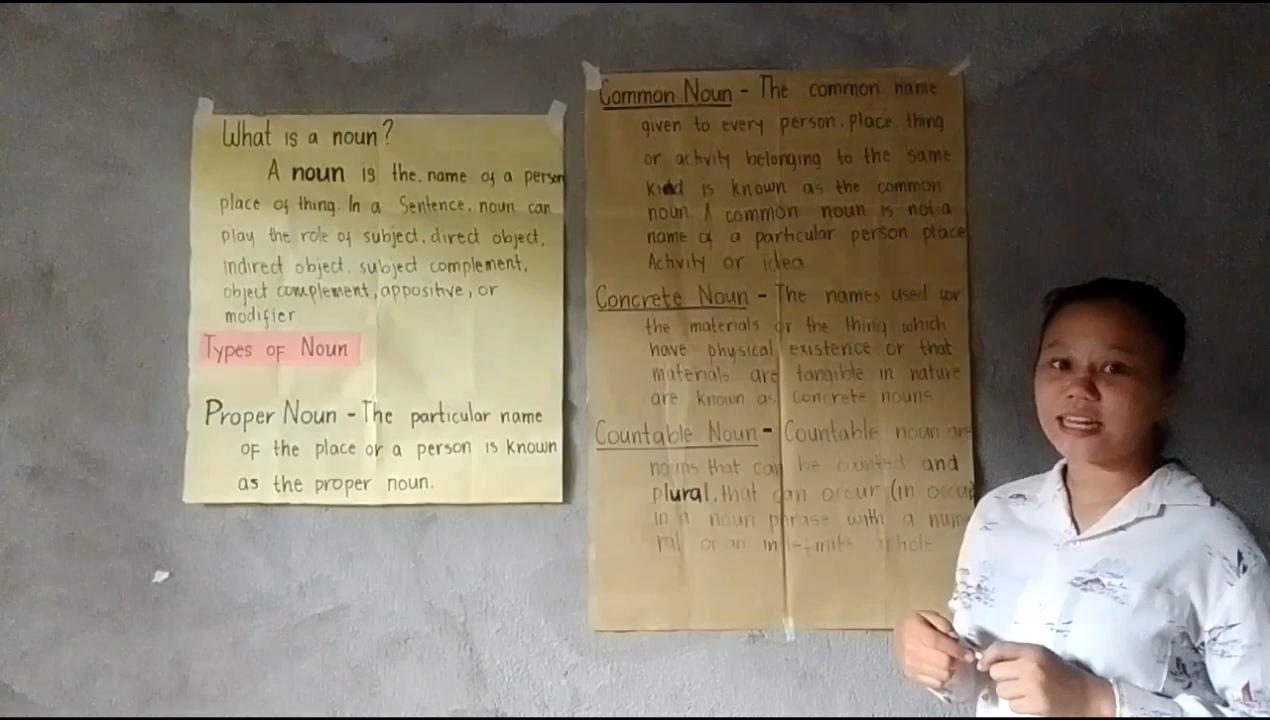 What is a noun?
A noun is the name of a person
place of thing. In a Sentence, noun can
play the role of subject, direct object,
indirect object, subject complement,
object complement, appositive, or
modifier
Types of Noun
Proper Noun - The particular name
of the place or a person is known
as the proper noun.
Common Noun - The common name
given to every person, place, thing
or activity belonging to the same
kind is known as the common
noun. A common noun is not a
name of a particular person place
Activity or idea
Concrete Noun - The names used for
the materials or the thing which
have physical existence or that
materials are tangible in nature
are known as concrete nouns
Countable Noun - Countable noun are
nouns that can be counted and
plural, that can occur (in occur
in a noun phrase with a nume
ral or an indefinite article